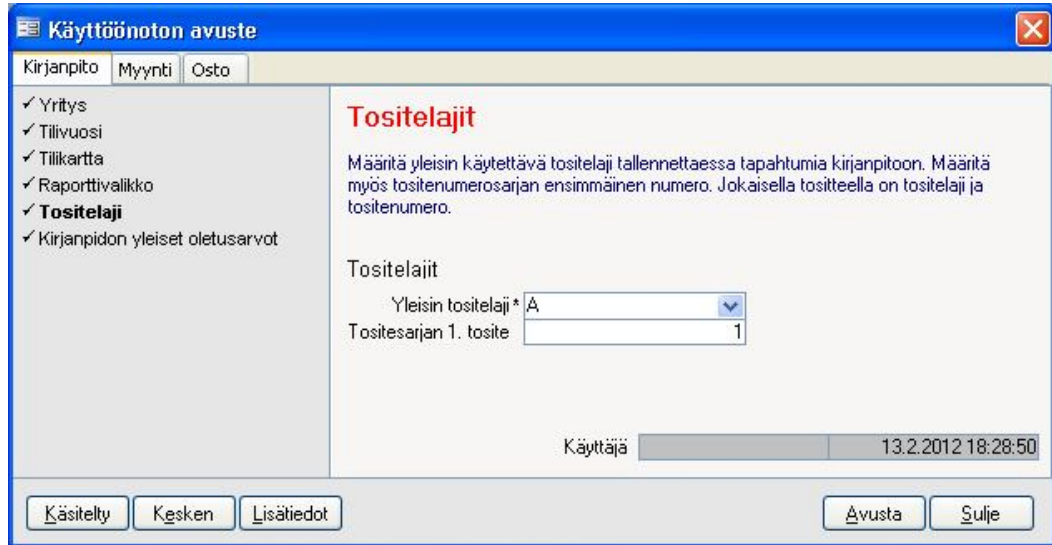 Käyttöönoton avuste
Kirjanpito Myynti Osto
✓ Yritys
✓ Tilivuosi
✓ Tilikartta
✓ Raporttivalikko
✓ Tositelaji
✓ Kirjanpidon yleiset oletusarvot
Tositelajit
Määritä yleisin käytettävä tositelaji tallennettaessa tapahtumia kirjanpitoon. Määritä
myös tositenumerosarjan ensimmäinen numero. Jokaisella tositteella on tositelaji ja
tositenumero.
Tositelajit
Yleisin tositelaji * A
Tositesarjan 1. tosite 1
Käyttäjä 13.2.2012 18:28:50
Käsitelty Kesken Lisätiedot Avusta Sulje